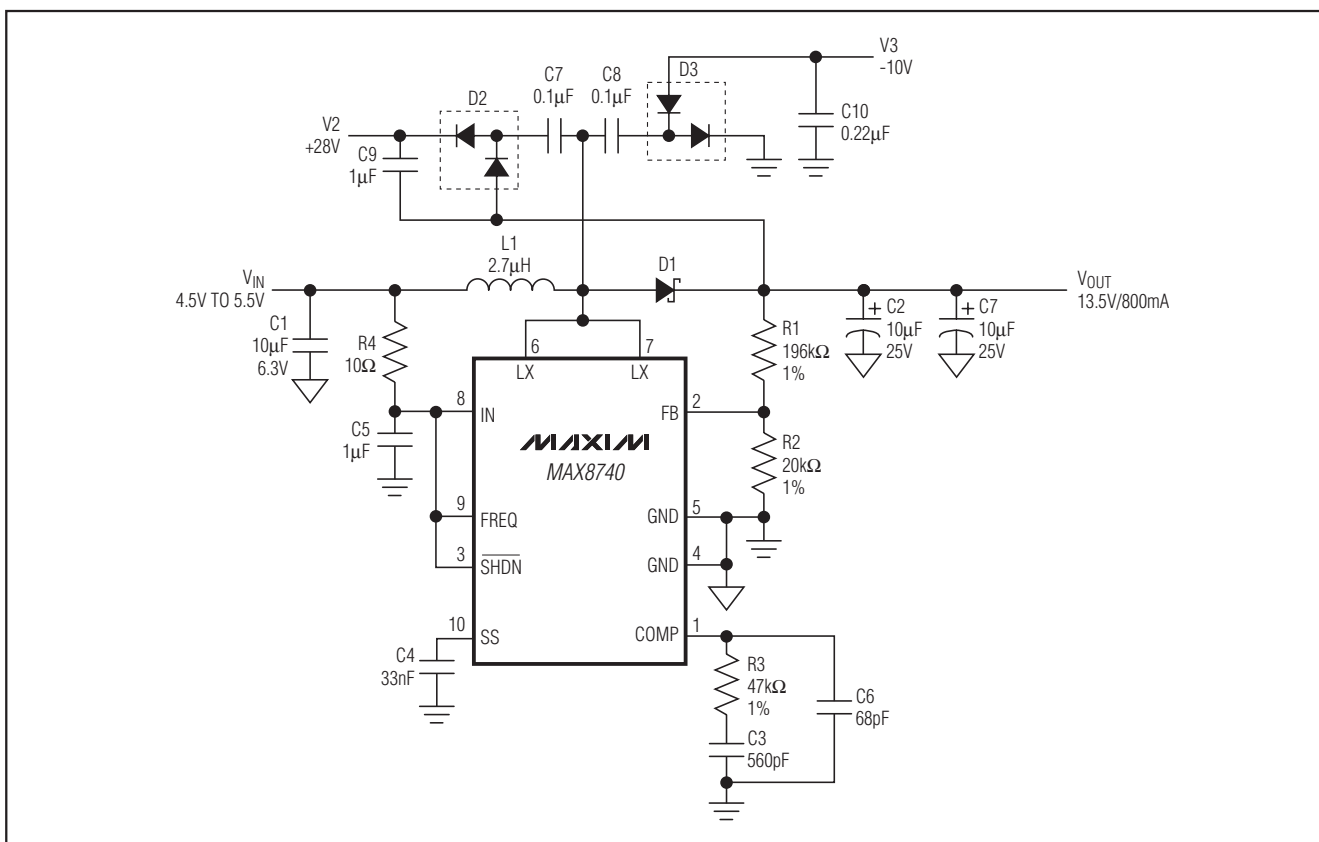 V3
-10V
C7
0.1µF
C8
0.1µF
D3
D2
C10
0.22µF
V2
+28V
C9
1µF
L1
2.7µH
D1
VIN
4.5V TO 5.5V
VOUT
13.5V/800mA
C1
10µF
6.3V
R4
10Ω
C2
10µF
25V
C7
10µF
25V
R1
196kΩ
1%
6
7
LX
LX
8
IN
2
FB
C5
1µF
MAXIM
MAX8740
R2
20kΩ
1%
9
FREQ
5
GND
3
SHDN
4
GND
10
SS
1
COMP
C4
33nF
R3
47kΩ
1%
C6
68pF
C3
560pF